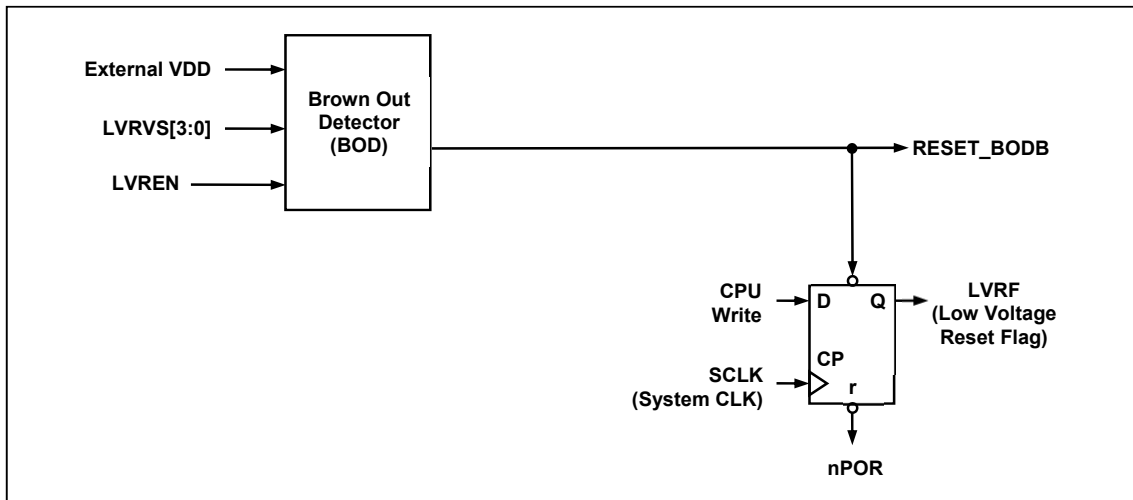 External VDD
LVRVS[3:0]
LVREN
Brown Out
Detector
(BOD)
RESET_BODB
CPU
Write
D
Q
LVRF
(Low Voltage
Reset Flag)
CP
SCLK
(System CLK)
r
nPOR